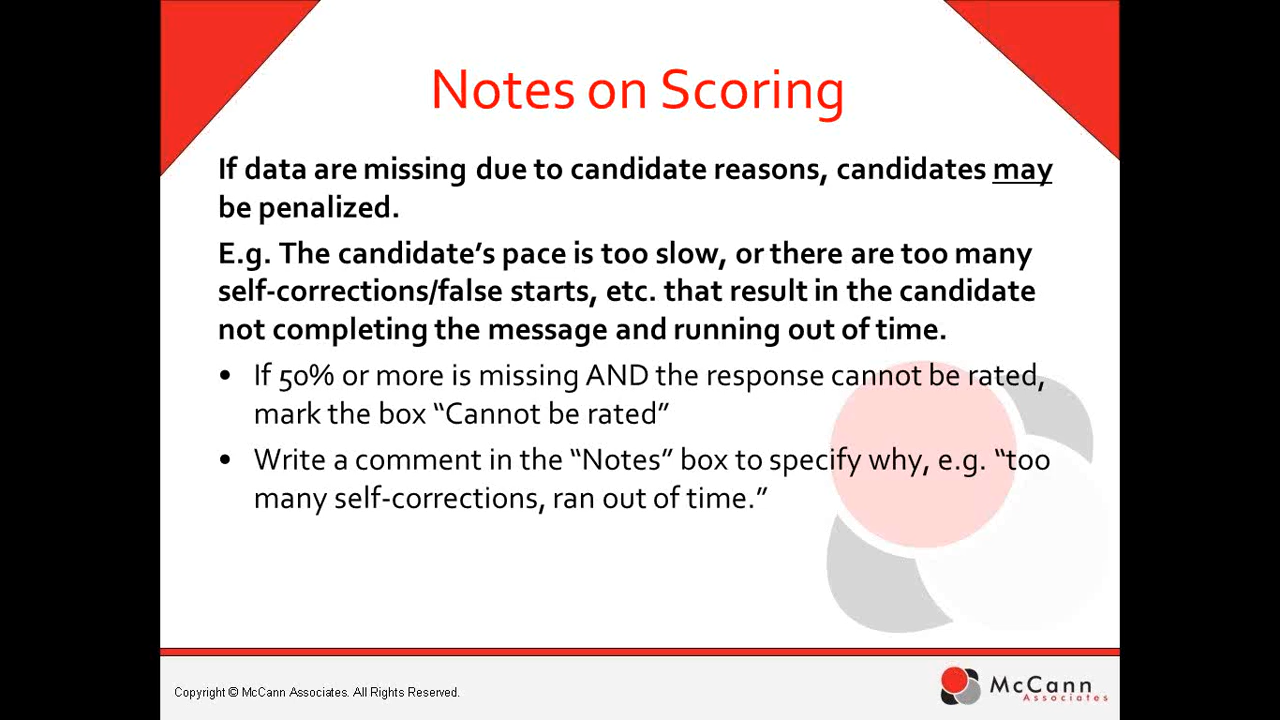 Notes on Scoring
If data are missing due to candidate reasons, candidates may
be penalized.
E.g. The candidate’s pace is too slow, or there are too many
self-corrections/false starts, etc. that result in the candidate
not completing the message and running out of time.
• If 50% or more is missing AND the response cannot be rated,
mark the box “Cannot be rated”
• Write a comment in the “Notes” box to specify why, e.g. “too
many self-corrections, ran out of time.”
Copyright © McCann Associates. All Rights Reserved.
McCann
Associates